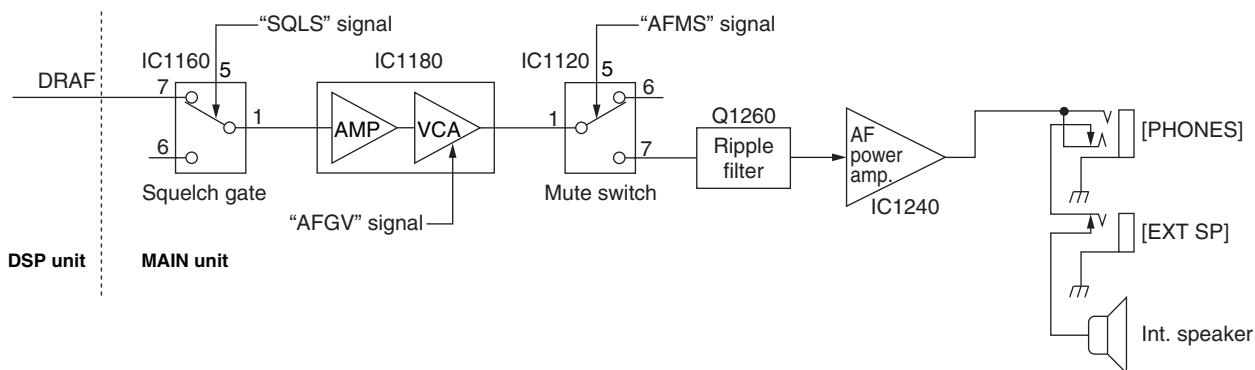 “SQLS” signal
“AFMS” signal
IC1160
IC1180
IC1120
5
5
DRAF
7
6
1
AMP
VCA
1
6
7
Q1260
Ripple
filter
AF
power
amp.
IC1240
[PHONES]
6
Squelch gate
Mute switch
“AFGV” signal
[EXT SP]
DSP unit
MAIN unit
Int. speaker